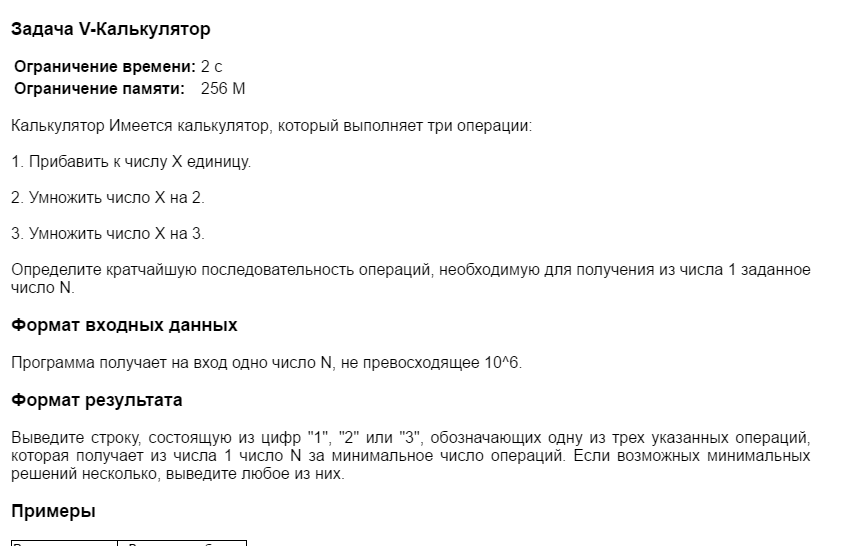 Задача V-Калькулятор
Ограничение времени: 2 с
Ограничение памяти: 256 M
Калькулятор Имеется калькулятор, который выполняет три операции:
1. Прибавить к числу X единицу.
2. Умножить число X на 2.
3. Умножить число X на 3.
Определите кратчайшую последовательность операций, необходимую для получения из числа 1 заданное
число N.
Формат входных данных
Программа получает на вход одно число N, не превосходящее 10^6.
Формат результата
Выведите строку, состоящую из цифр "1", "2" или "3", обозначающих одну из трех указанных операций,
которая получает из числа 1 число N за минимальное число операций. Если возможных минимальных
решений несколько, выведите любое из них.
Примеры